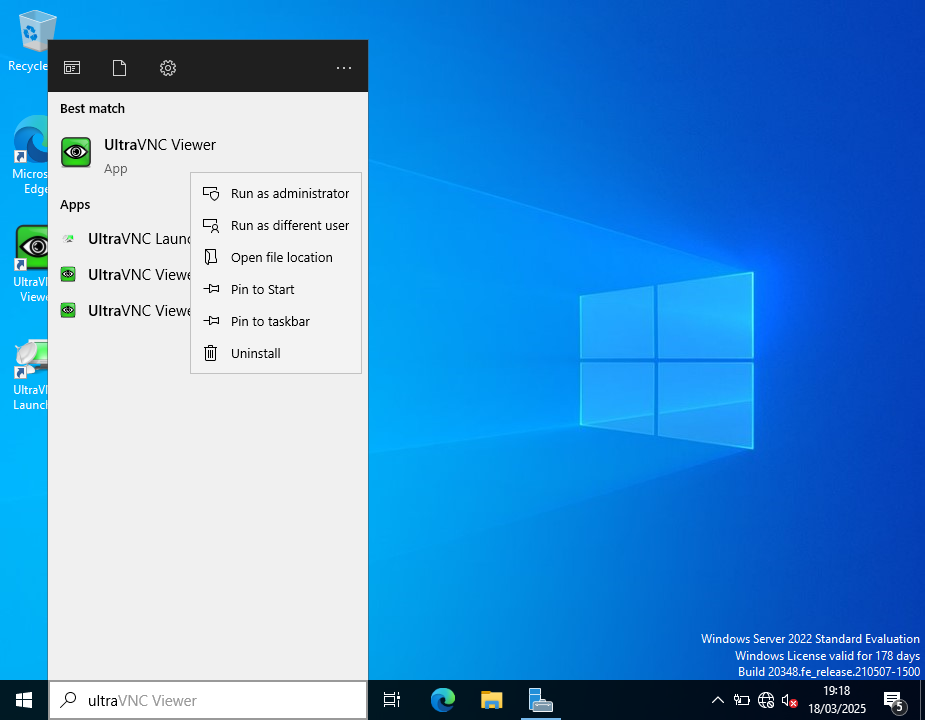 Recycle
Best match
UltraVNC Viewer
App
Run as administrator
Run as different user
Open file location
Pin to Start
Pin to taskbar
Uninstall
Apps
UltraVNC Launc
UltraVNC Viewe
UltraVNC Viewe
Micros
Edge
UltraVN
Viewe
UltraVN
Launch
Windows Server 2022 Standard Evaluation
Windows License valid for 178 days
Build 20348.fe_release.210507-1500
ultraVNC Viewer
19:18
18/03/2025
5